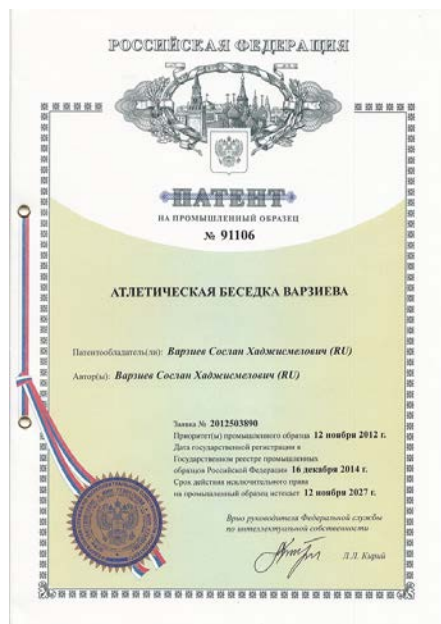 РОССИЙСКАЯ ФЕДЕРАЦИЯ
ПАТЕНТ
НА ПРОМЫШЛЕННЫЙ ОБРАЗЕЦ
№ 91106
АТЛЕТИЧЕСКАЯ БЕСЕДКА ВАРЗИЕВА
Патентообладатель(ли): Варзиев Сослан Хаджисмелович (RU)
Автор(ы): Варзиев Сослан Хаджисмелович (RU)
Заявка № 2012503890
Приоритет(ы) промышленного образца 12 ноября 2012 г.
Дата государственной регистрации в
Государственном реестре промышленных
образцов Российской Федерации 16 декабря 2014 г.
Срок действия исключительного права
на промышленный образец истекает 12 ноября 2027 г.
Врио руководителя Федеральной службы
по интеллектуальной собственности
Л.Л. Кирий